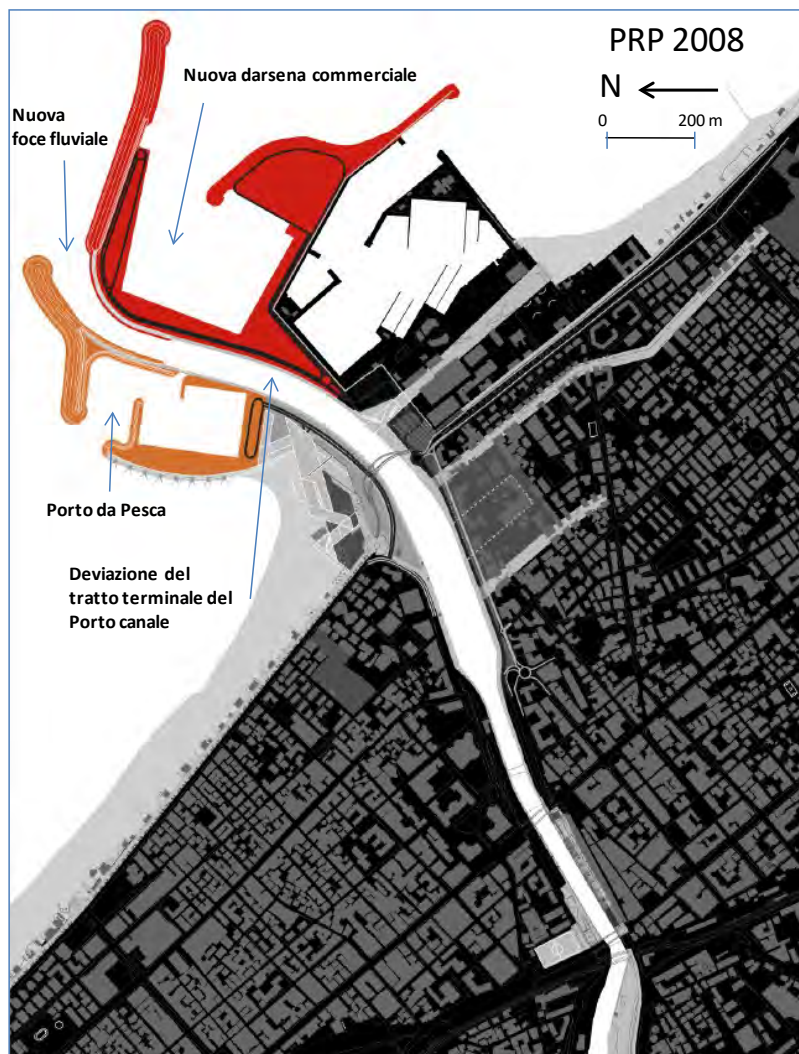 PRP 2008
N
0 200 m
Nuova darsena commerciale
Nuova
foce fluviale
Porto da Pesca
Deviazione del
tratto terminale del
Porto canale